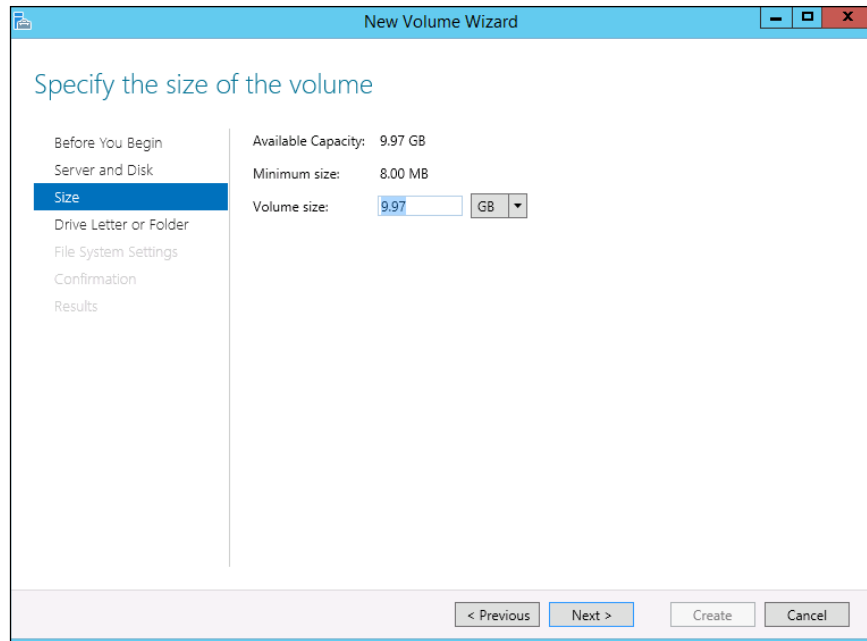 New Volume Wizard
Specify the size of the volume
Before You Begin
Server and Disk
Size
Drive Letter or Folder
File System Settings
Confirmation
Results
Available Capacity: 9.97 GB
Minimum size: 8.00 MB
Volume size: 9.97 GB
< Previous Next > Create Cancel